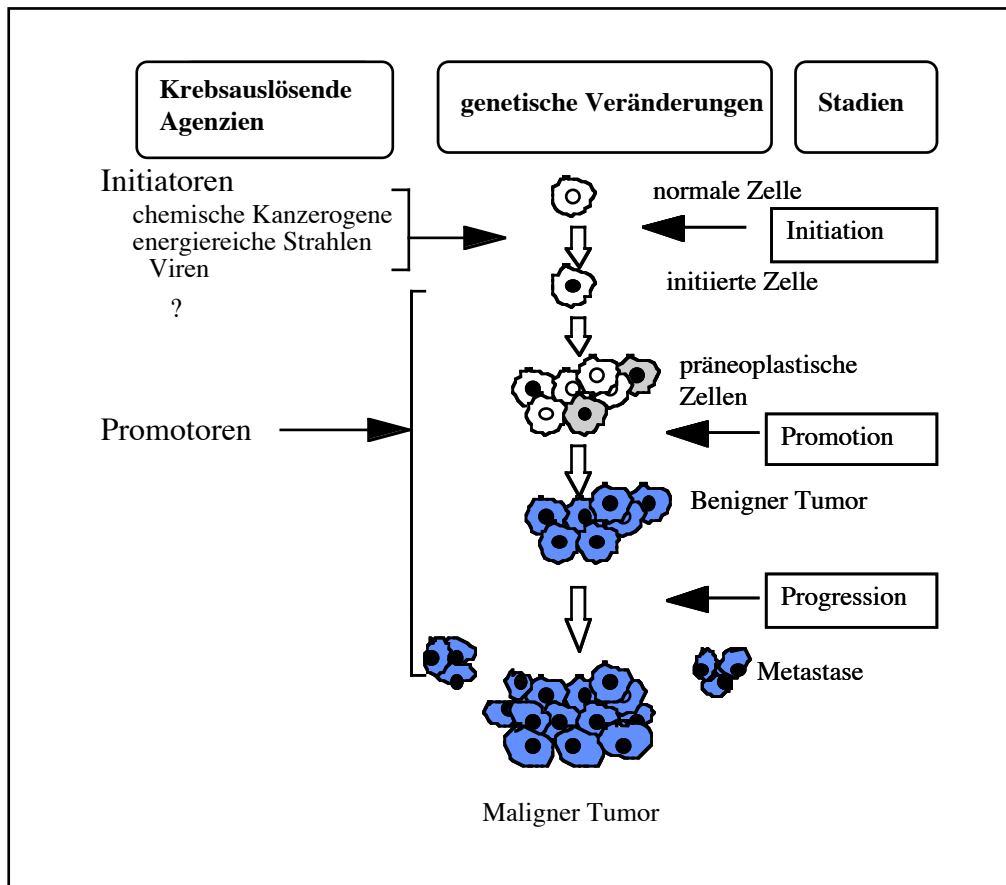 Krebsauslösende
Agenzien
genetische Veränderungen
Stadien
Initiatoren
chemische Kanzerogene
energiereiche Strahlen
Viren
?
normale Zelle
Initiation
initiierte Zelle
präneoplastische
Zellen
Promotoren
Promotion
Benigner Tumor
Progression
Metastase
Maligner Tumor